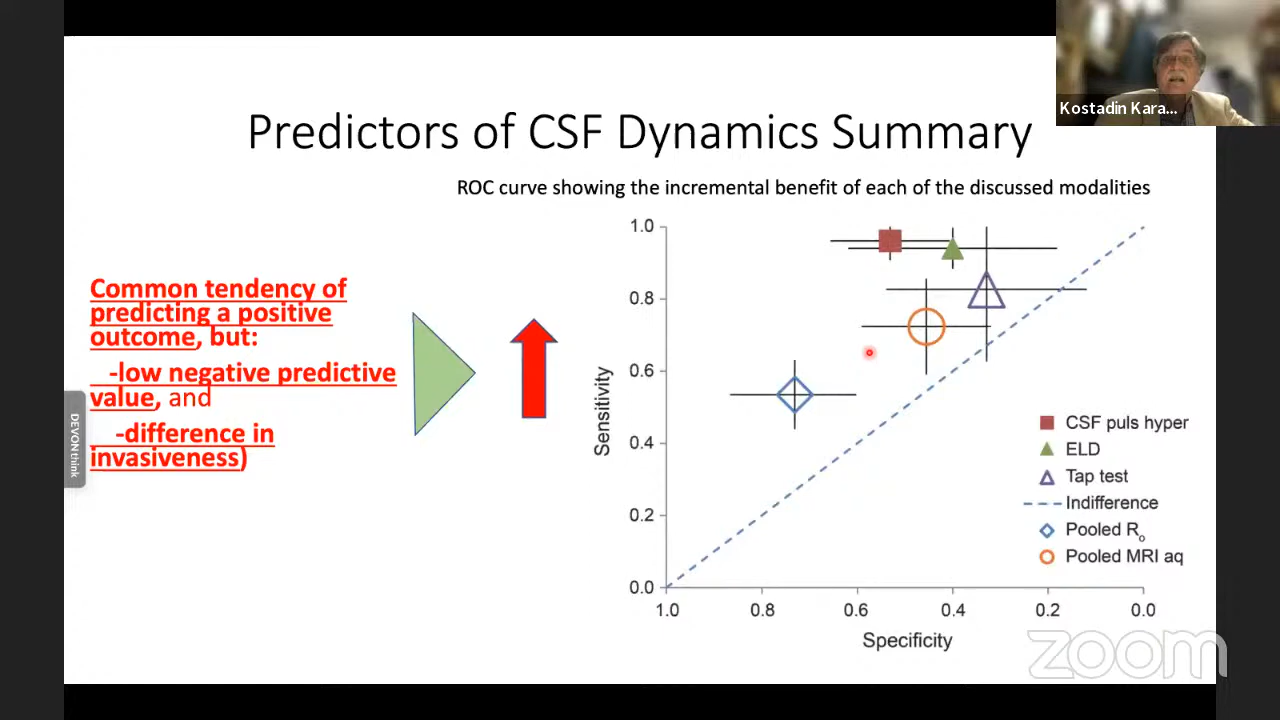 Kostadin Kara...
Predictors of CSF Dynamics Summary
ROC curve showing the incremental benefit of each of the discussed modalities
Common tendency of
predicting a positive
outcome, but:
-low negative predictive
value, and
-difference in
invasiveness)
DEVONthink
Sensitivity
1.0
0.8
0.6
0.4
0.2
0.0
1.0 0.8 0.6 0.4 0.2 0.0
Specificity
CSF puls hyper
ELD
Tap test
Indifference
Pooled Ro
Pooled MRI aq
zoom